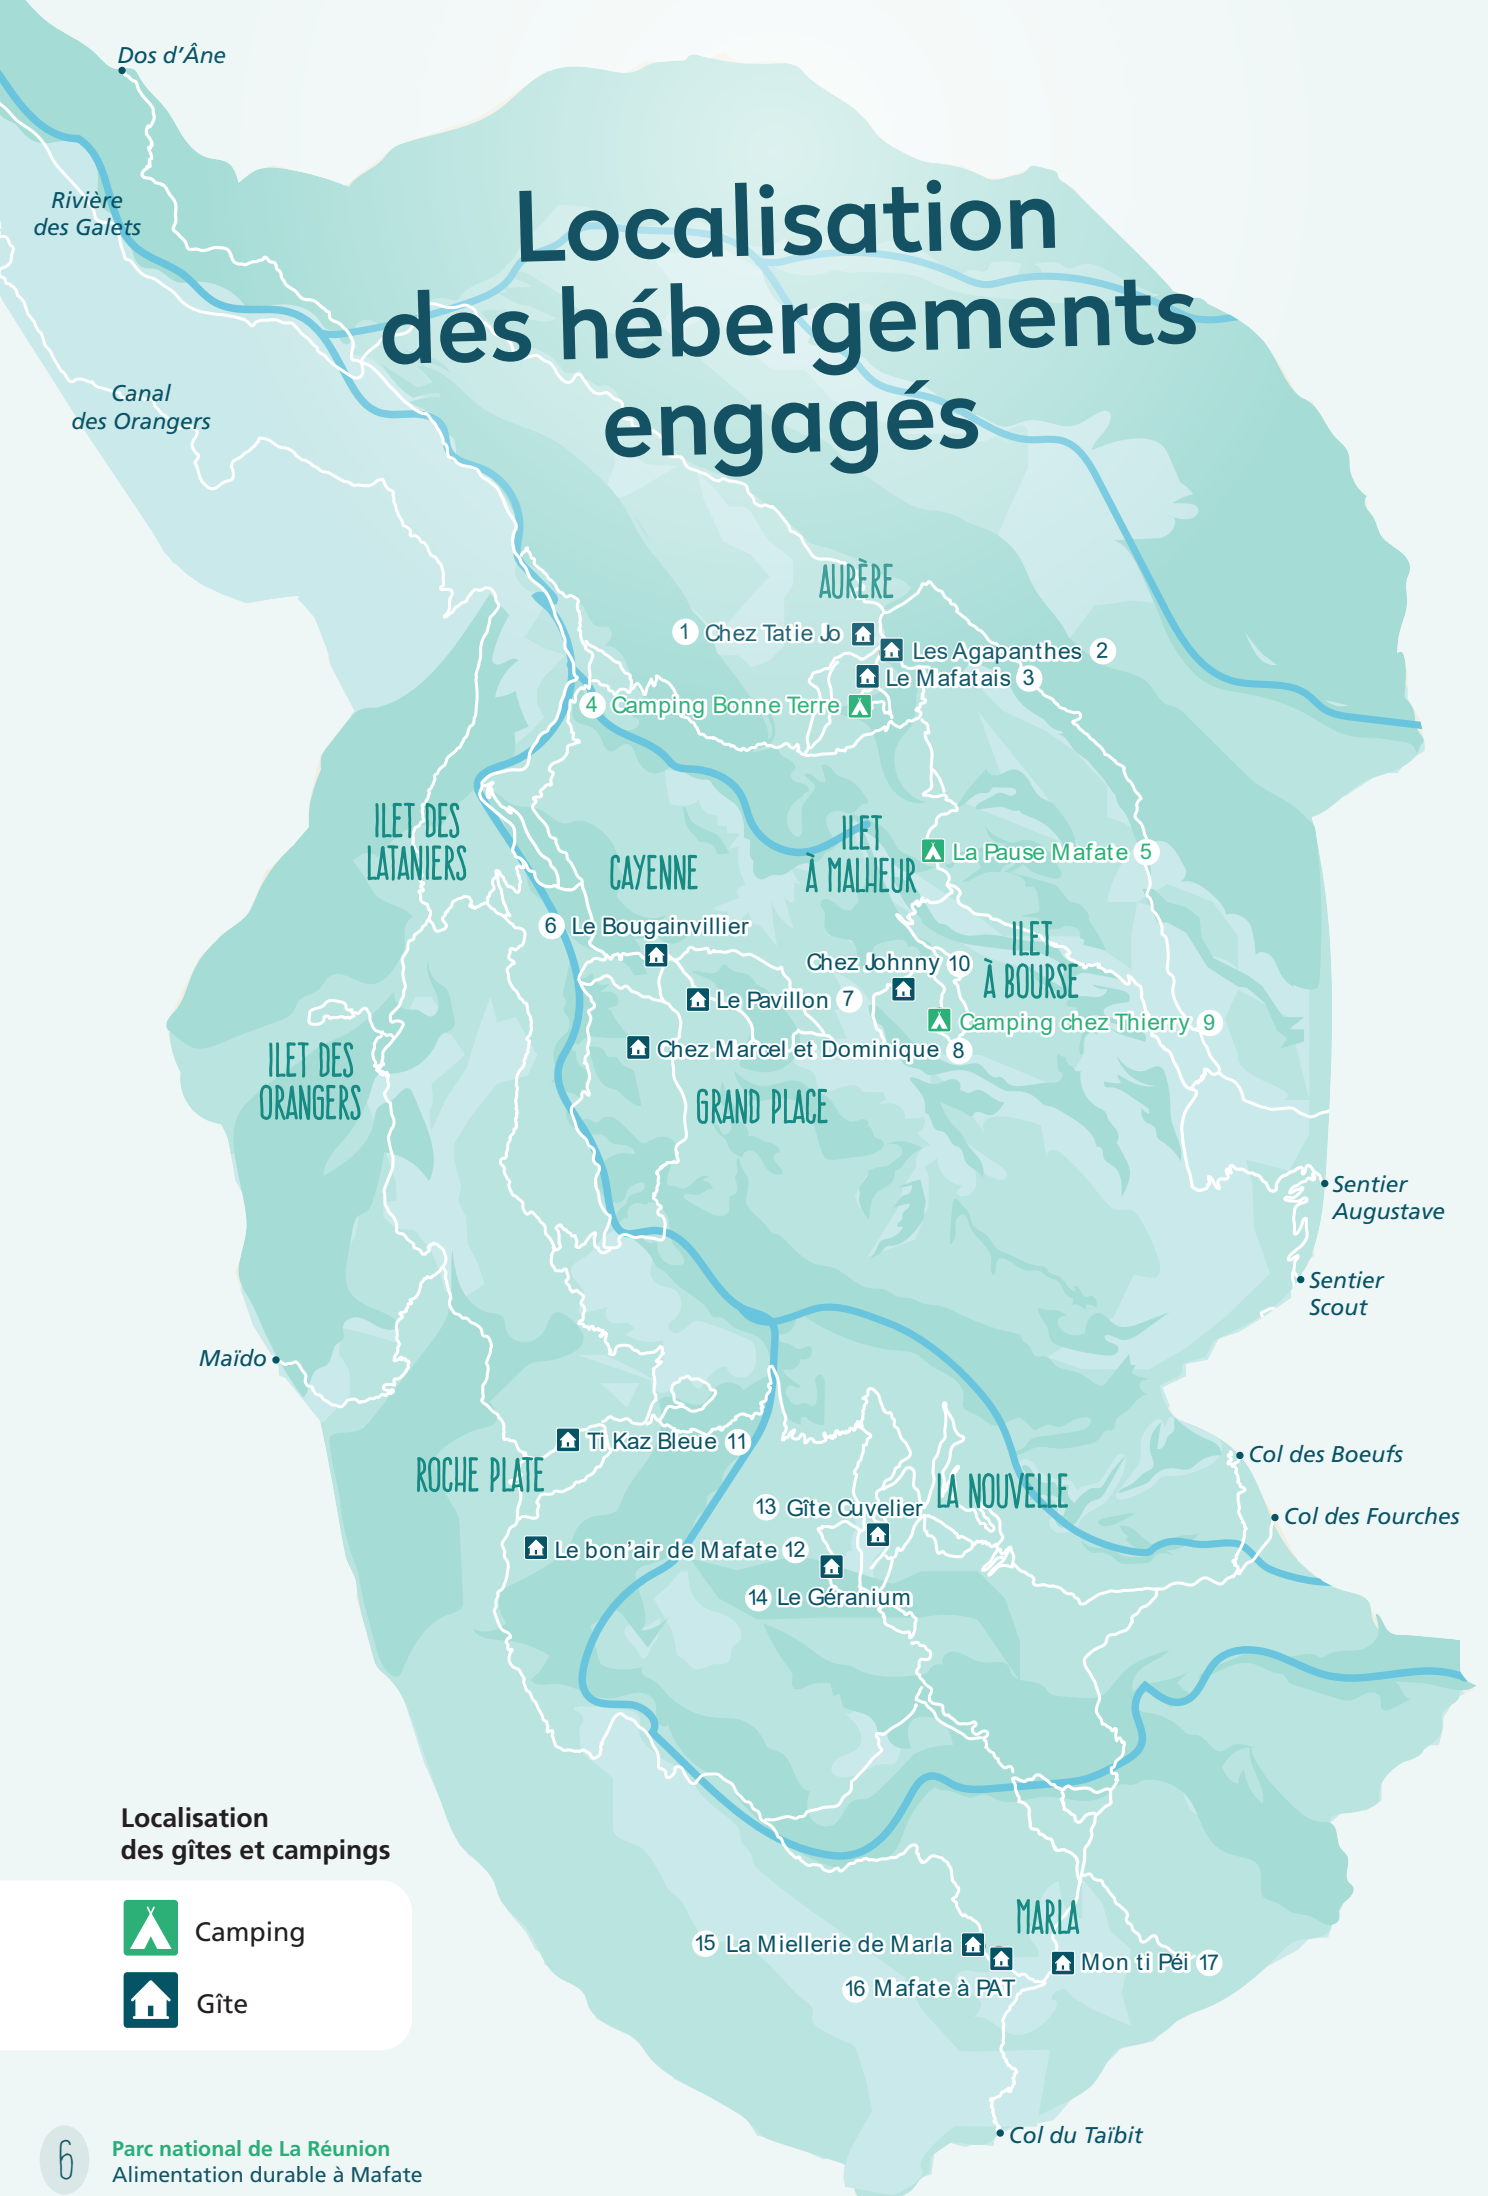 Dos d’Âne
Rivière
des Galets
Localisation
des hébergements
engagés
Canal
des Orangers
AURÈRE
1 Chez Tatie Jo
Les Agapanthes 2
Le Mafatais 3
4 Camping Bonne Terre
ILET DES
LATANIERS
CAYENNE
ILET
À MALHEUR
La Pause Mafate 5
6 Le Bougainvillier
ILET
À BOURSE
Chez Johnny 10
Le Pavillon 7
Camping chez Thierry 9
Chez Marcel et Dominique 8
ILET DES
ORANGERS
GRAND PLACE
Sentier
Augustave
Sentier
Scout
Maïdo
Ti Kaz Bleue 11
ROCHE PLATE
Col des Boeufs
LA NOUVELLE
13 Gîte Cuvelier
Col des Fourches
Le bon’air de Mafate 12
14 Le Géranium
MARLA
15 La Miellerie de Marla
Mon ti Péi 17
16 Mafate à PAT
Col du Taïbit
Localisation
des gîtes et campings
Camping
Gîte
6
Parc national de La Réunion
Alimentation durable à Mafate